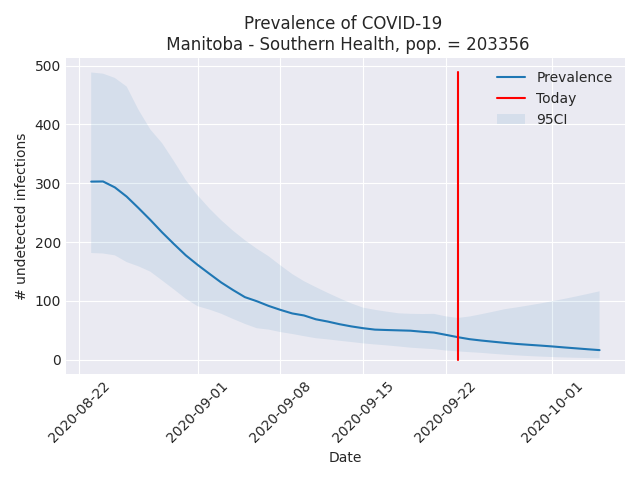 Prevalence of COVID-19
Manitoba - Southern Health, pop. = 203356
Prevalence
Today
95CI
# undetected infections
500
400
300
200
100
0
2020-08-22
2020-09-01
2020-09-08
2020-09-15
2020-09-22
2020-10-01
Date